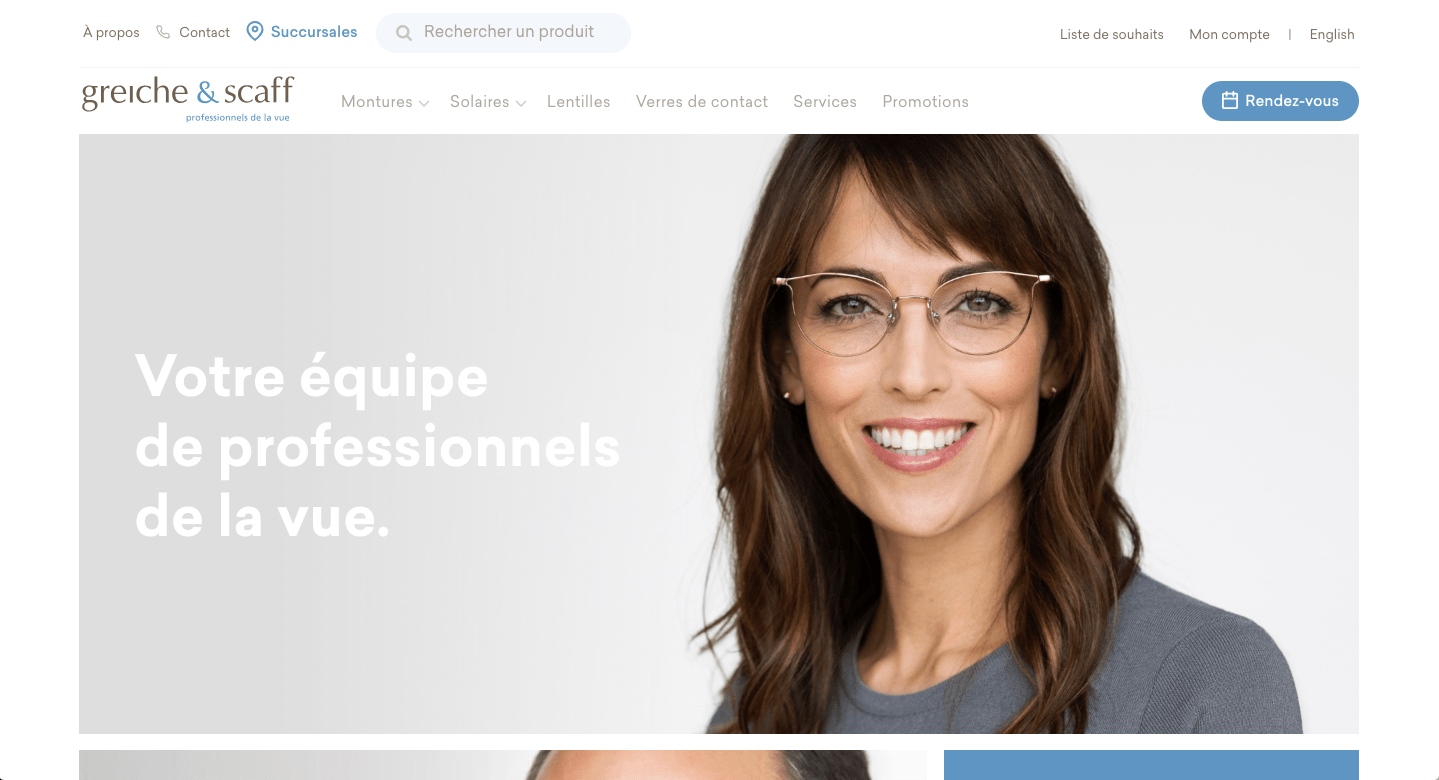 À propos Contact Succursales Rechercher un produit Liste de souhaits Mon compte | English
greiche & scaff
professionnels de la vue
Montures Solaires Lentilles Verres de contact Services Promotions Rendez-vous
Votre équipe
de professionnels
de la vue.